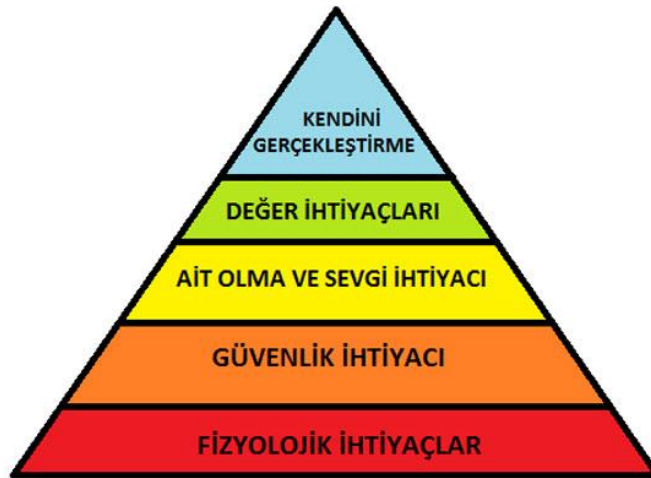 KENDİNİ
GERÇEKLEŞTİRME
DEĞER İHTİYAÇLARI
AİT OLMA VE SEVGİ İHTİYACI
GÜVENLİK İHTİYACI
FİZYOLOJİK İHTİYAÇLAR